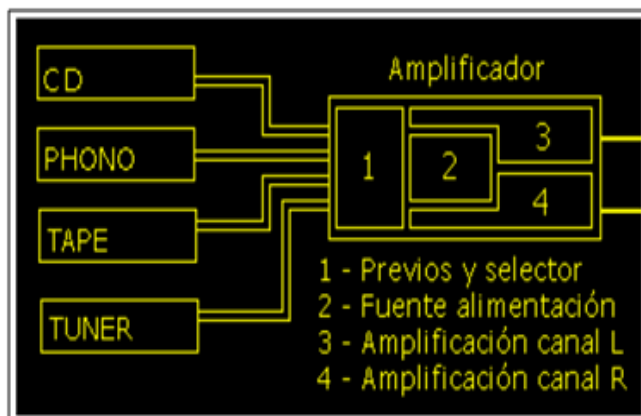 CD
PHONO
TAPE
TUNER
Amplificador
1
2
3
4
1 - Previos y selector
2 - Fuente alimentación
3 - Amplificación canal L
4 - Amplificación canal R